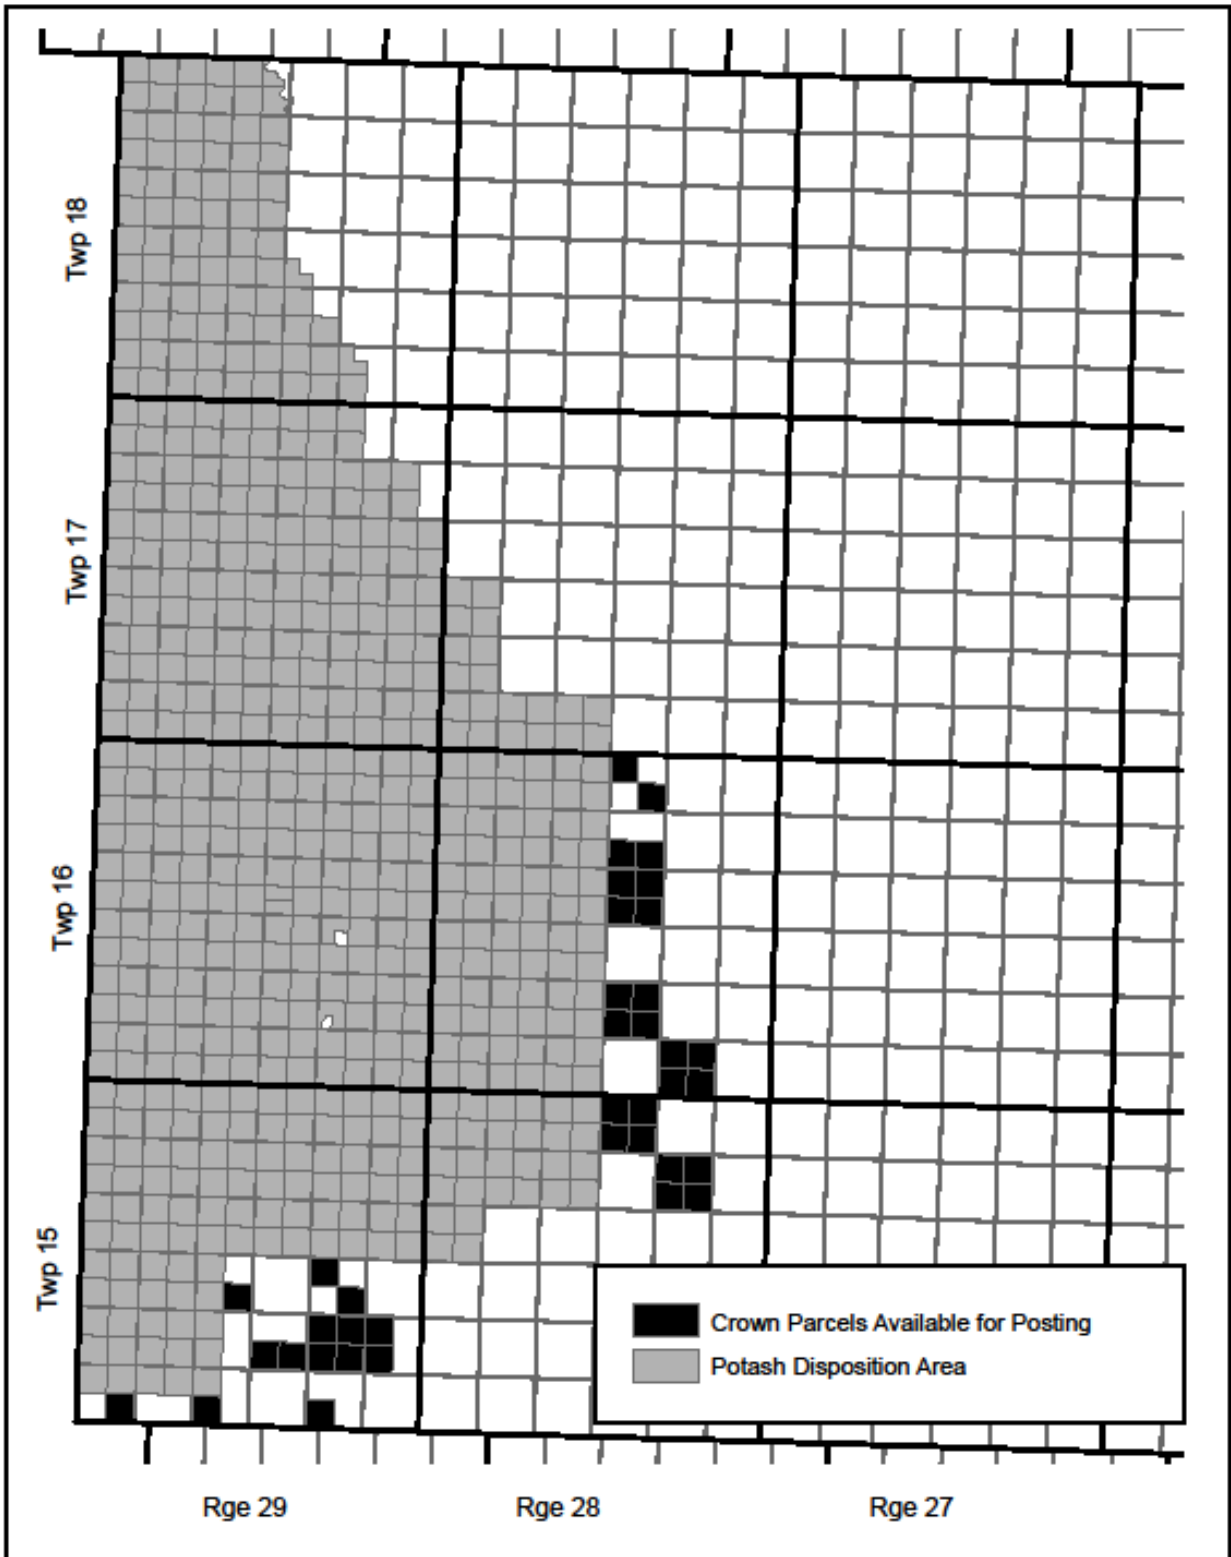 Twp 18
Twp 17
Twp 16
Twp 15
Crown Parcels Available for Posting
Potash Disposition Area
Rge 29
Rge 28
Rge 27